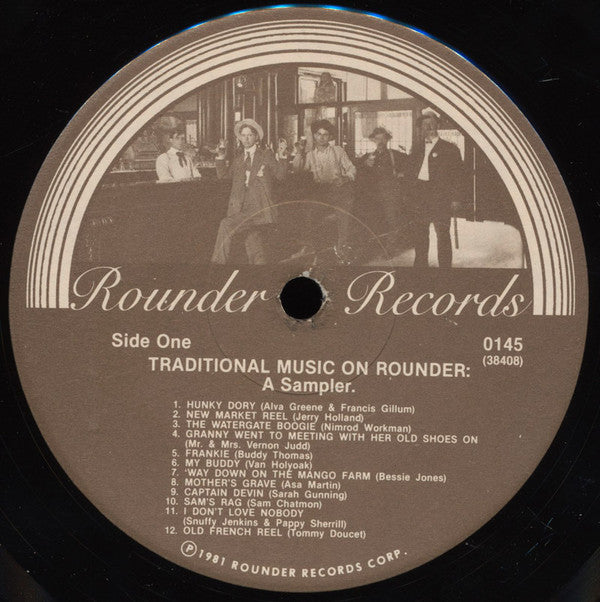 Rounder Records
Side One 0145
(38408)
TRADITIONAL MUSIC ON ROUNDER:
A Sampler.
1. HUNKY DORY (Alva Greene & Francis Gillum)
2. NEW MARKET REEL (Jerry Holland)
3. THE WATERGATE BOOGIE (Nimrod Workman)
4. GRANNY WENT TO MEETING WITH HER OLD SHOES ON
(Mr. & Mrs. Vernon Judd)
5. FRANKIE (Buddy Thomas)
6. MY BUDDY (Van Holyoak)
7. 'WAY DOWN ON THE MANGO FARM (Bessie Jones)
8. MOTHER'S GRAVE (Asa Martin)
9. CAPTAIN DEVIN (Sarah Gunning)
10. SAM'S RAG (Sam Chatmon)
11. I DON'T LOVE NOBODY
(Snuffy Jenkins & Pappy Sherrill)
12. OLD FRENCH REEL (Tommy Doucet)
Ⓟ1981 ROUNDER RECORDS CORP.